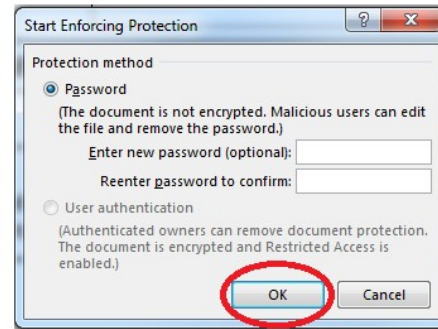 Start Enforcing Protection
Protection method
Password
(The document is not encrypted. Malicious users can edit
the file and remove the password.)
Enter new password (optional):
Reenter password to confirm:
User authentication
(Authenticated owners can remove document protection.
The document is encrypted and Restricted Access is
enabled.)
OK Cancel